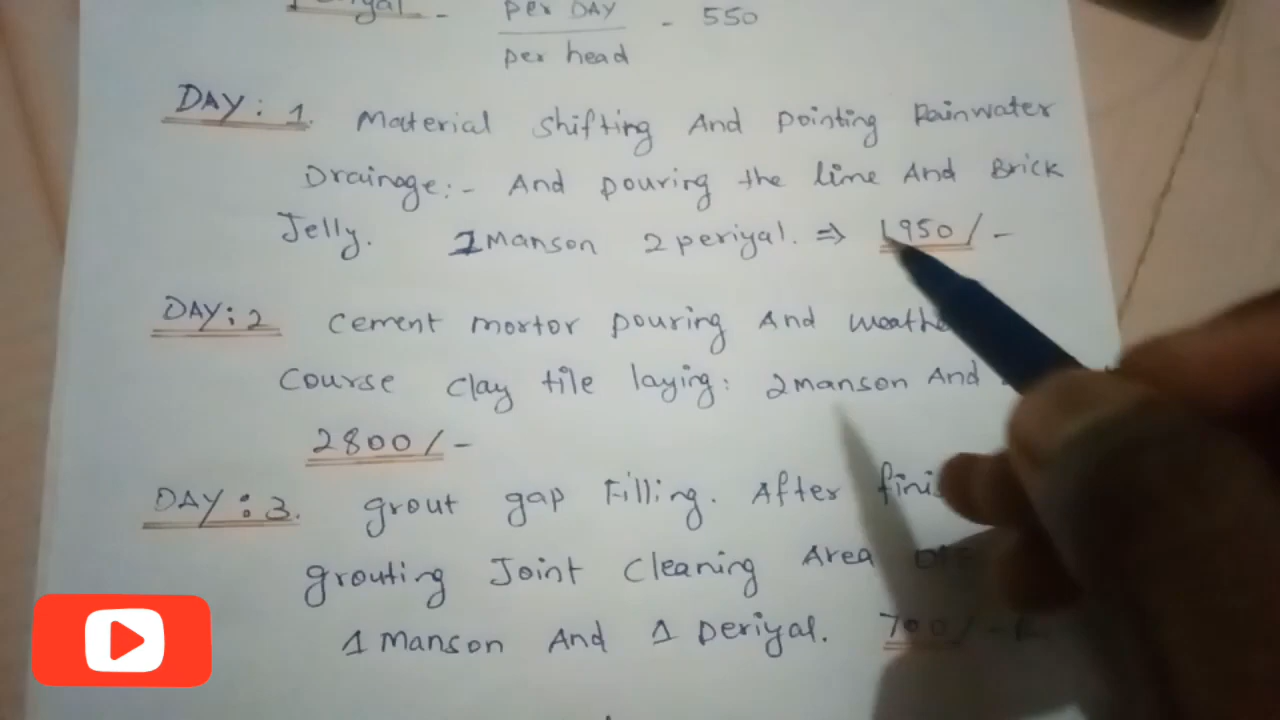 per DAY
per head - 550
DAY: 1. Material Shifting And pointing Rainwater
Drainage:- And pouring the lime And Brick
Jelly. 1 Manson 2 periyal. ⇒ 1950/-
DAY: 2 Cement mortor pouring And
Course Clay tile laying: 2 manson And
2800/-
DAY: 3. grout gap Filling. After
grouting Joint Cleaning Area
1 Manson And 1 periyal. 700/-